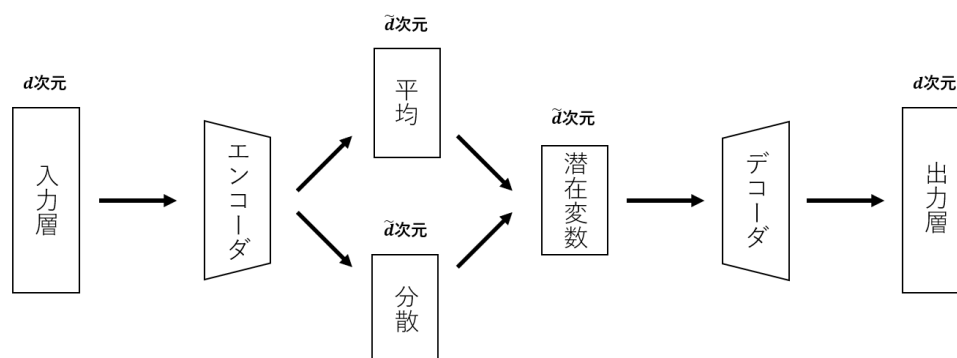 d次元
入力層
エンコーダ
d̃次元
平均
d̃次元
分散
d̃次元
潜在変数
デコーダ
d次元
出力層